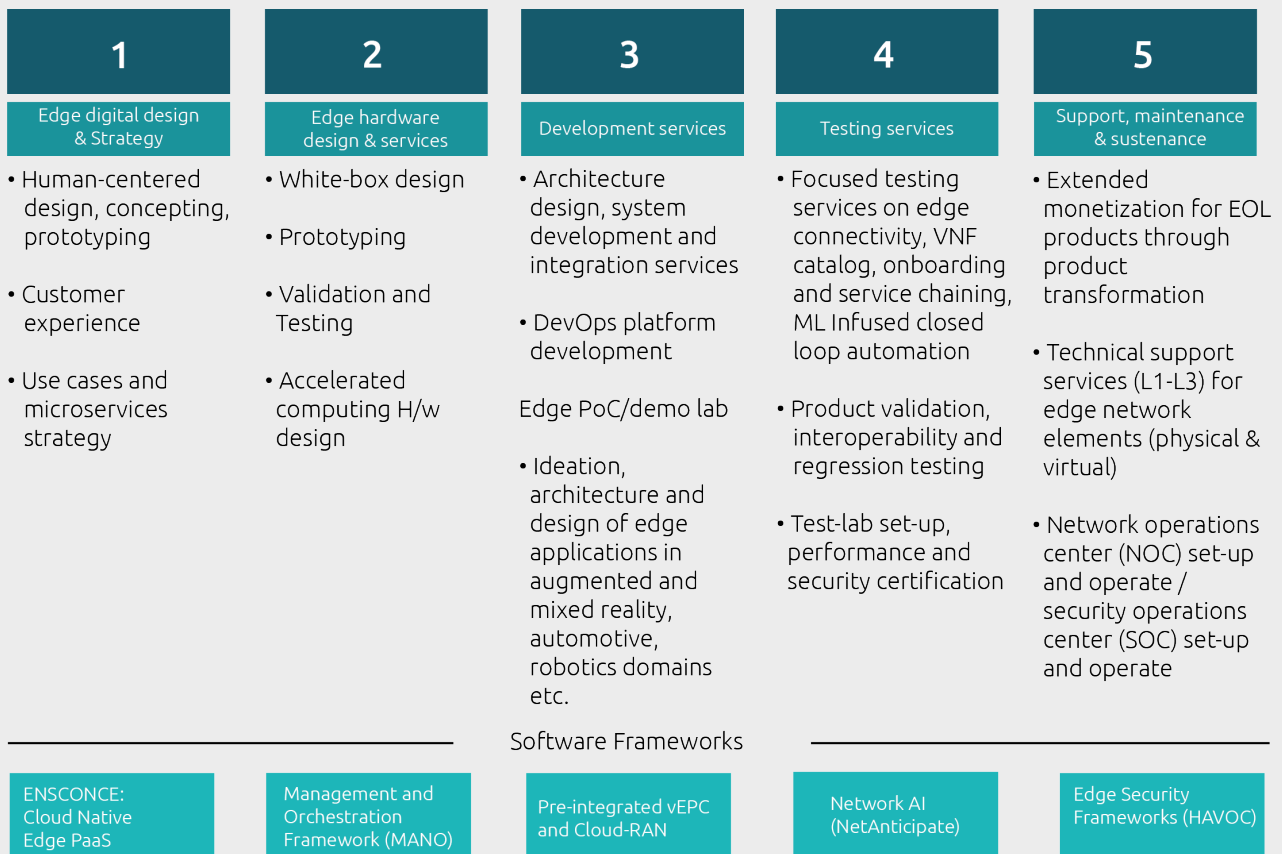 1
Edge digital design
& Strategy
• Human-centered
design, concepting,
prototyping
• Customer
experience
• Use cases and
microservices
strategy
2
Edge hardware
design & services
• White-box design
• Prototyping
• Validation and
Testing
• Accelerated
computing H/w
design
3
Development services
• Architecture
design, system
development and
integration services
• DevOps platform
development
Edge PoC/demo lab
• Ideation,
architecture and
design of edge
applications in
augmented and
mixed reality,
automotive,
robotics domains
etc.
4
Testing services
• Focused testing
services on edge
connectivity, VNF
catalog, onboarding
and service chaining,
ML Infused closed
loop automation
• Product validation,
interoperability and
regression testing
• Test-lab set-up,
performance and
security certification
5
Support, maintenance
& sustenance
• Extended
monetization for EOL
products through
product
transformation
• Technical support
services (L1-L3) for
edge network
elements (physical &
virtual)
• Network operations
center (NOC) set-up
and operate /
security operations
center (SOC) set-up
and operate
Software Frameworks
ENSCONCE:
Cloud Native
Edge PaaS
Management and
Orchestration
Framework (MANO)
Pre-integrated vEPC
and Cloud-RAN
Network AI
(NetAnticipate)
Edge Security
Frameworks (HAVOC)